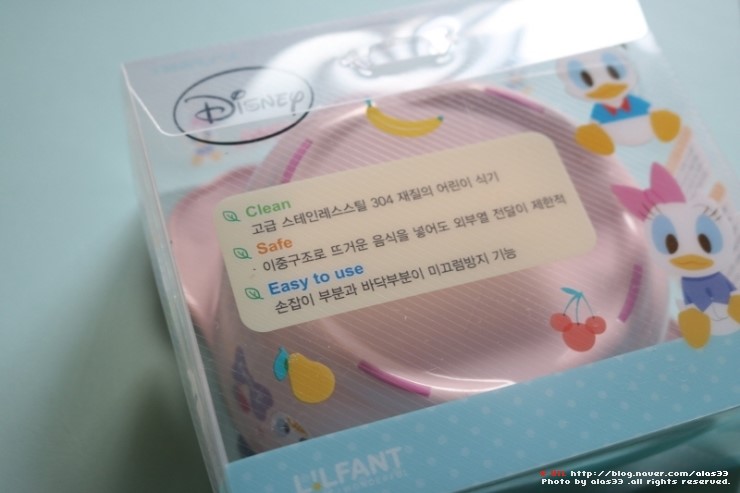 Disney
Clean
고급 스테인레스스틸 304 재질의 어린이 식기
Safe
이중구조로 뜨거운 음식을 넣어도 외부열 전달이 제한적
Easy to use
손잡이 부분과 바닥부분이 미끄럼방지 기능
L'ILFANT
http://blog.naver.com/alas33
Photo by alas33 .all rights reserved.